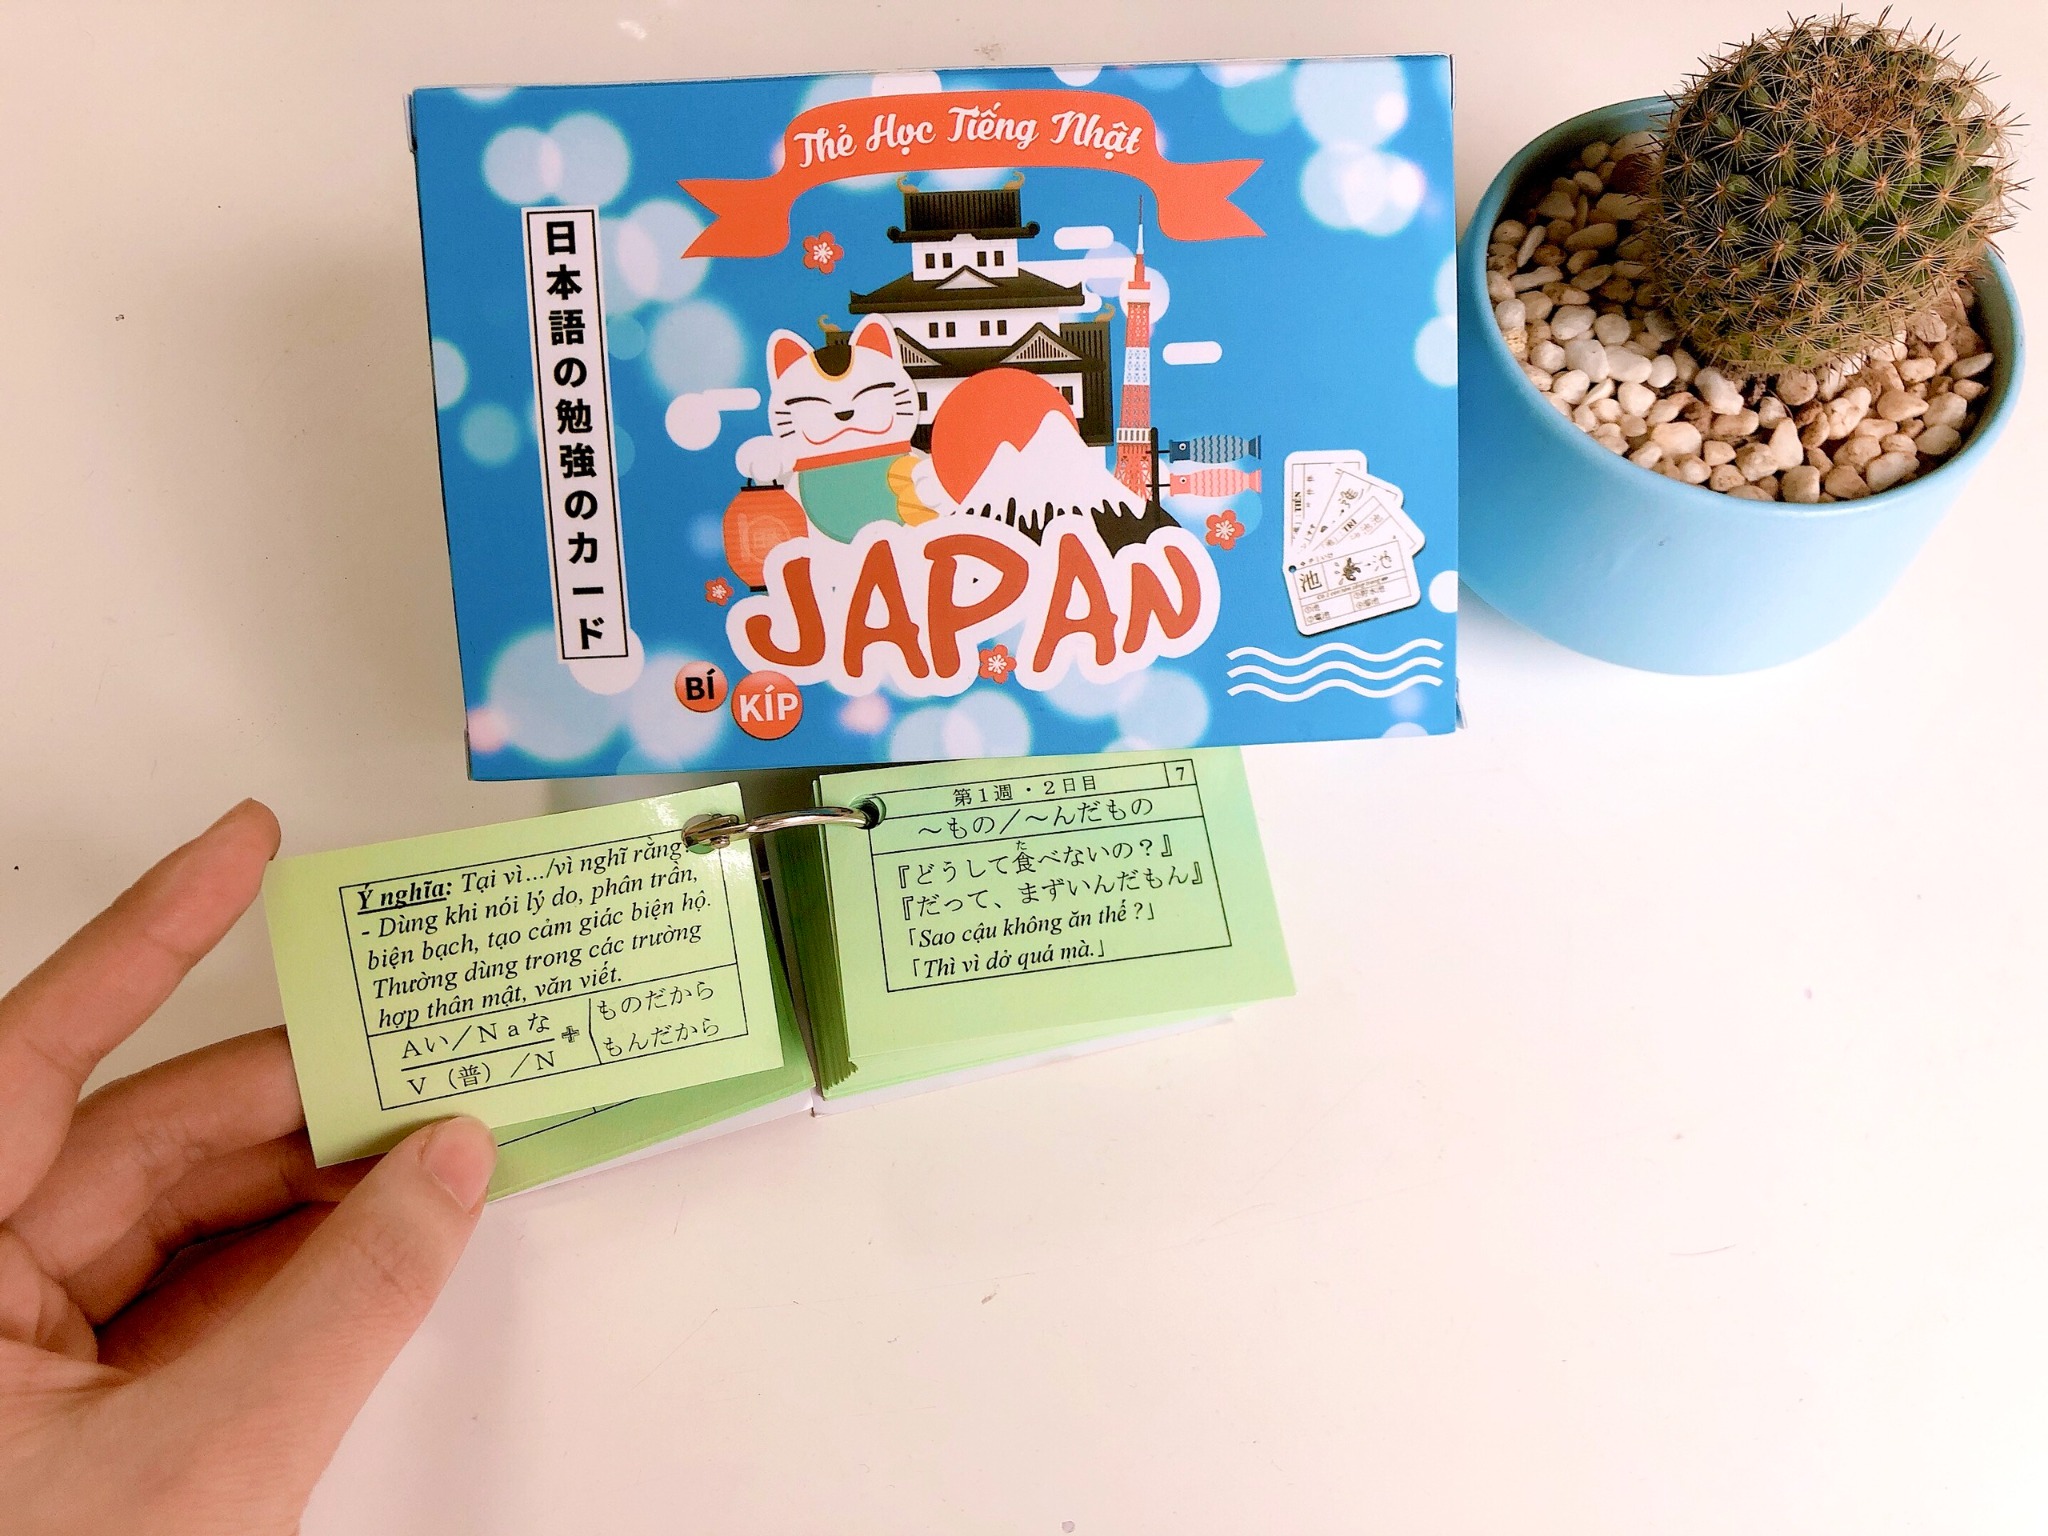 Thẻ Học Tiếng Nhật
日本語の勉強のカード
JAPAN
BÍ
KÍP
TIẾN
TRÌ
池
Ý nghĩa: Tại vì.../vì nghĩ rằng
- Dùng khi nói lý do, phân trần,
biện bạch, tạo cảm giác biện hộ.
Thường dùng trong các trường
hợp thân mật, văn viết.
Aい／Naな
V（普）／N
+
ものだから
もんだから
第１週・２日目
7
～もの／～んだもの
『どうして食べないの？』
た
『だって、まずいんだもん』
「Sao cậu không ăn thế ?」
「Thì vì dở quá mà.」